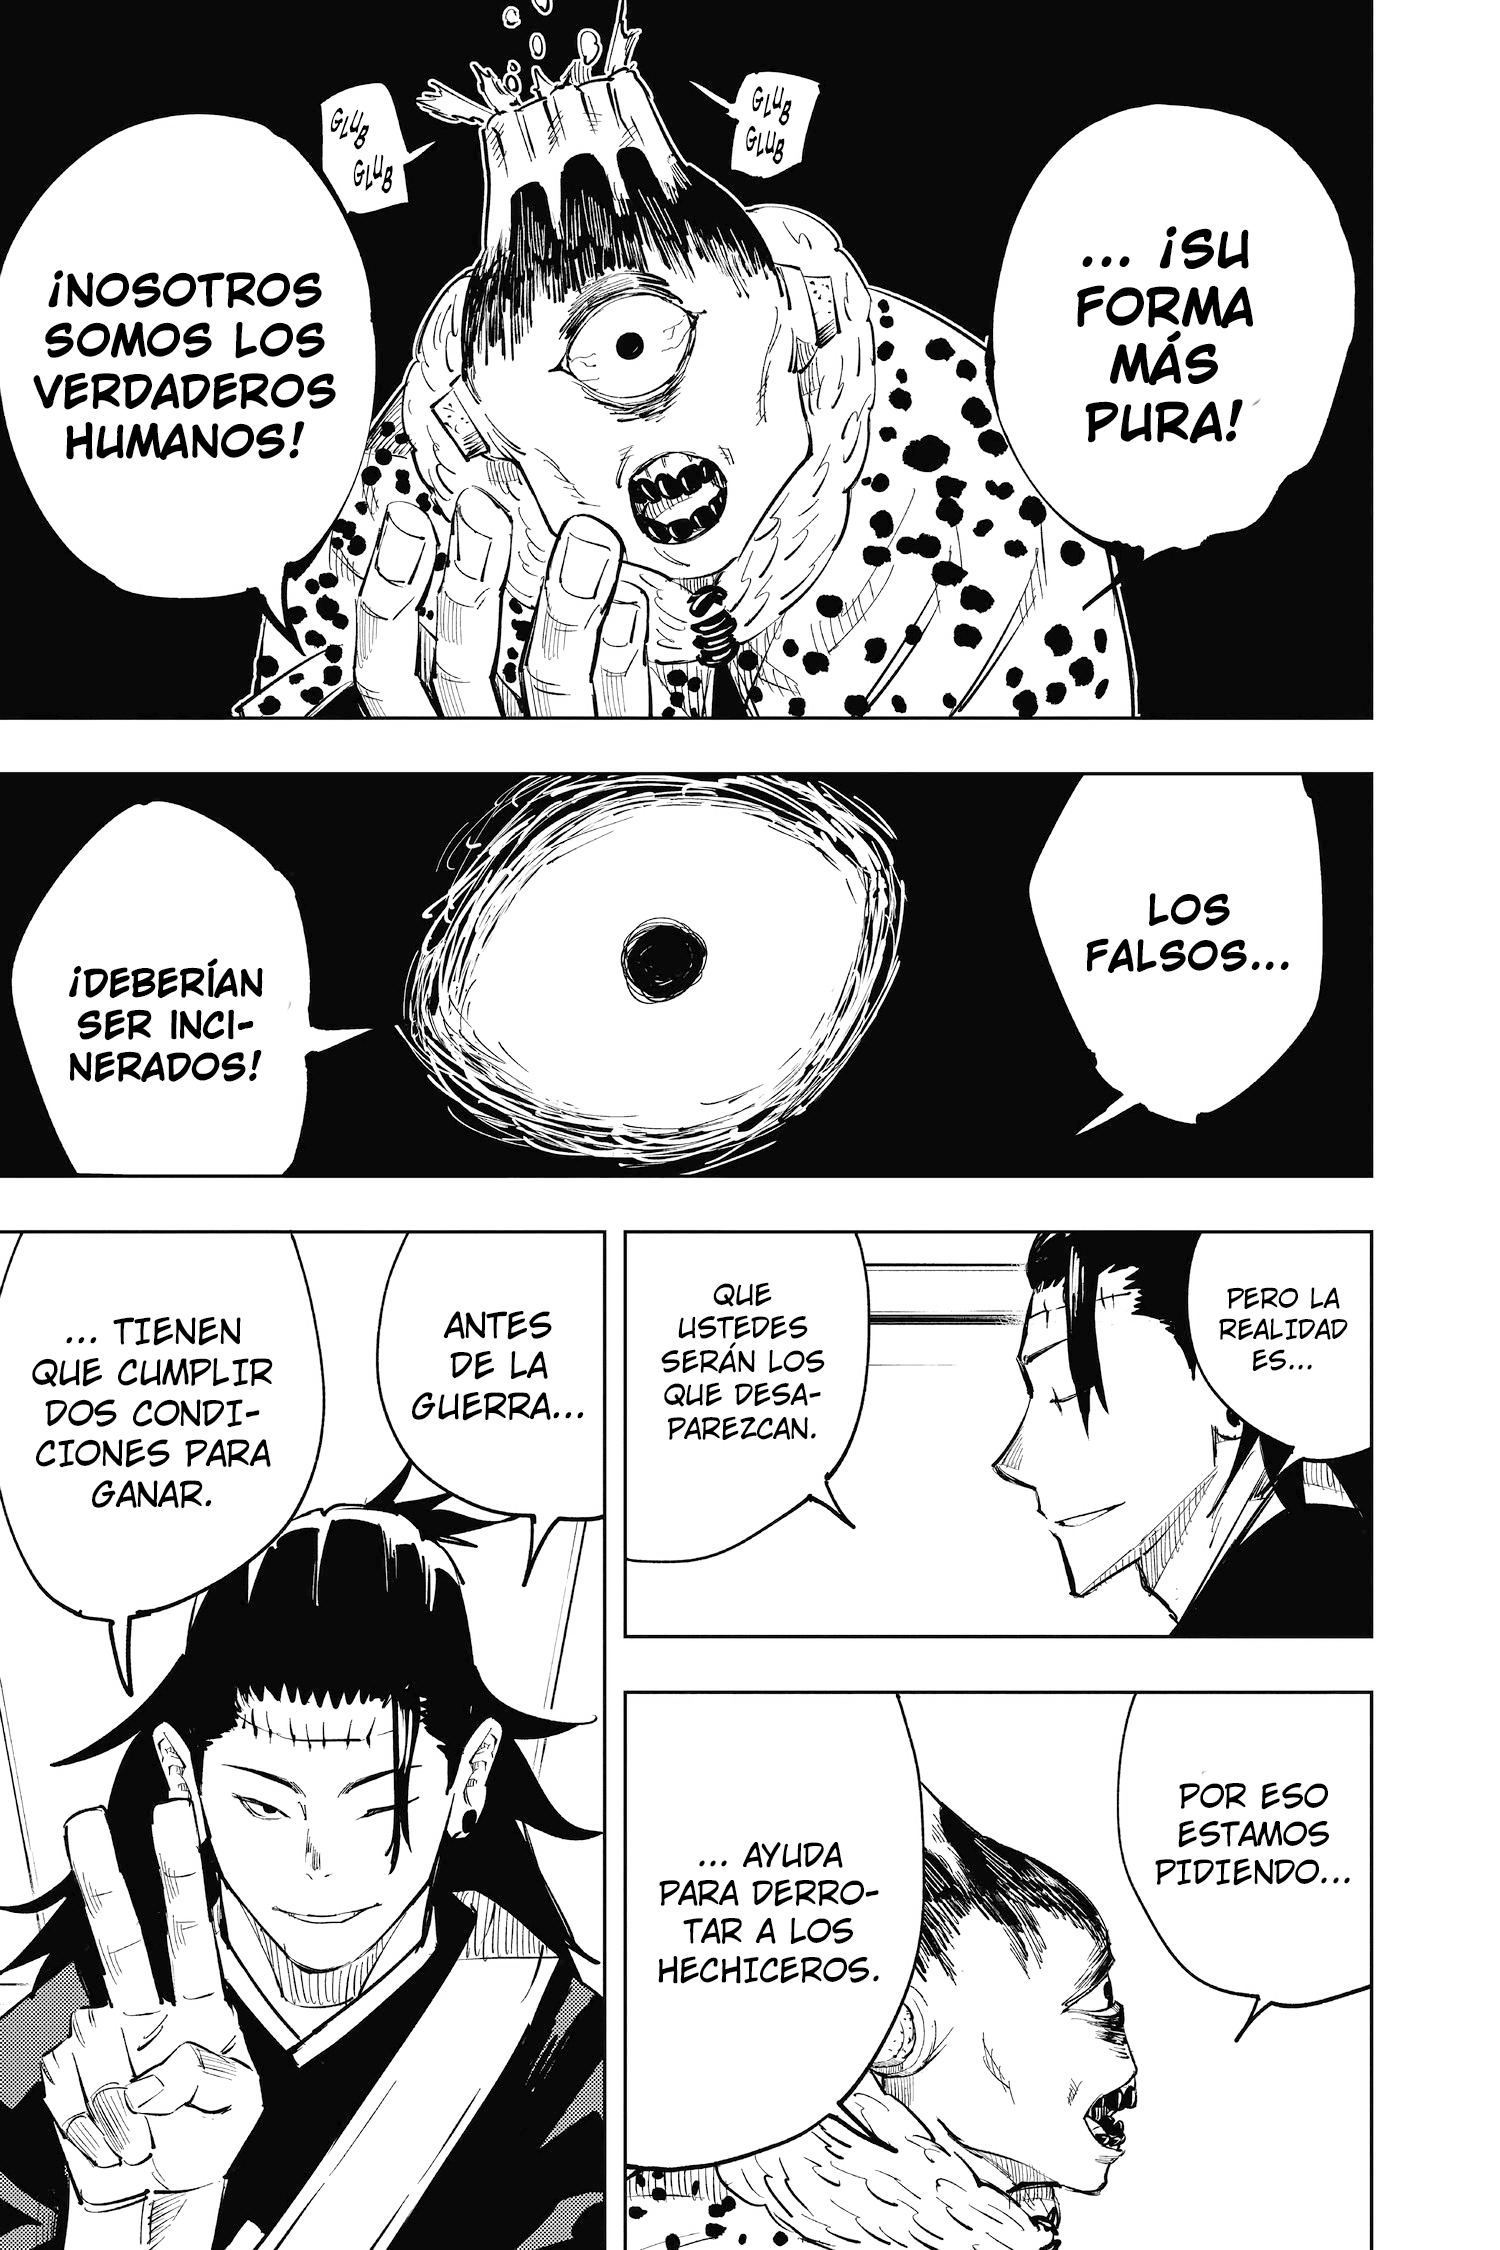 ... ¡SU
FORMA
MÁS
PURA!
GLUB
GLUB
GLUB
GLUB
¡NOSOTROS
SOMOS LOS
VERDADEROS
HUMANOS!
LOS
FALSOS...
¡DEBERÍAN
SER INCI-
NERADOS!
PERO LA
REALIDAD
ES...
QUE
USTEDES
SERÁN LOS
QUE DESA-
PAREZCAN.
POR ESO
ESTAMOS
PIDIENDO...
... AYUDA
PARA DERRO-
TAR A LOS
HECHICEROS.
ANTES
DE LA
GUERRA...
... TIENEN
QUE CUMPLIR
DOS CONDI-
CIONES PARA
GANAR.